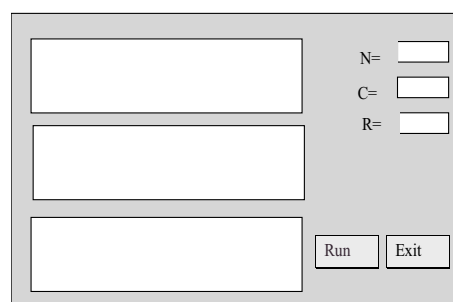 N=
C=
R=
Run Exit